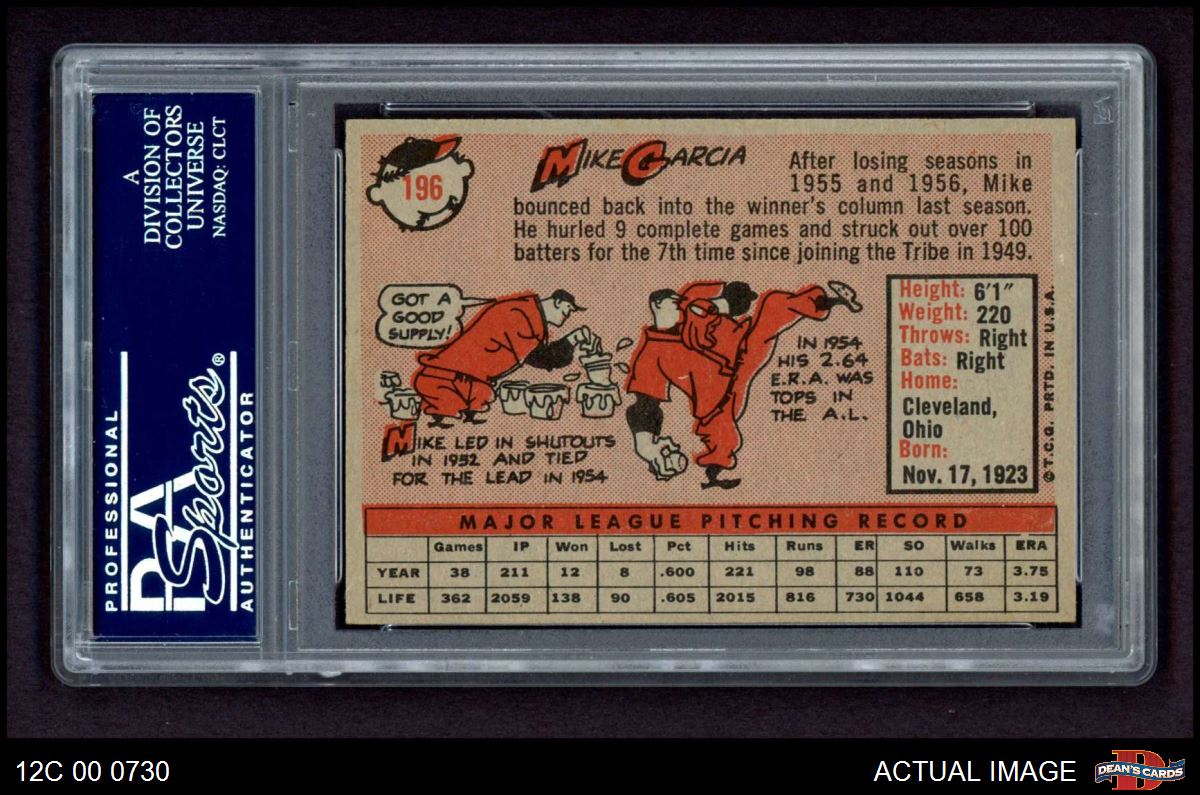 A
DIVISION OF
COLLECTORS
UNIVERSE
NASDAQ: CLCT
PROFESSIONAL
PSA
Sports®
AUTHENTICATOR
196
MIKE GARCIA
After losing seasons in
1955 and 1956, Mike
bounced back into the winner's column last season.
He hurled 9 complete games and struck out over 100
batters for the 7th time since joining the Tribe in 1949.
GOT A
GOOD
SUPPLY!
MIKE LED IN SHUTOUTS
IN 1952 AND TIED
FOR THE LEAD IN 1954
IN 1954
HIS 2.64
E.R.A. WAS
TOPS IN
THE A.L.
Height: 6'1"
Weight: 220
Throws: Right
Bats: Right
Home:
Cleveland,
Ohio
Born:
Nov. 17, 1923
©T.C.G. PRTD. IN U.S.A.
MAJOR LEAGUE PITCHING RECORD
Games IP Won Lost Pct Hits Runs ER SO Walks ERA
YEAR 38 211 12 8 .600 221 98 88 110 73 3.75
LIFE 362 2059 138 90 .605 2015 816 730 1044 658 3.19
12C 00 0730
ACTUAL IMAGE
D
DEAN'S CARDS